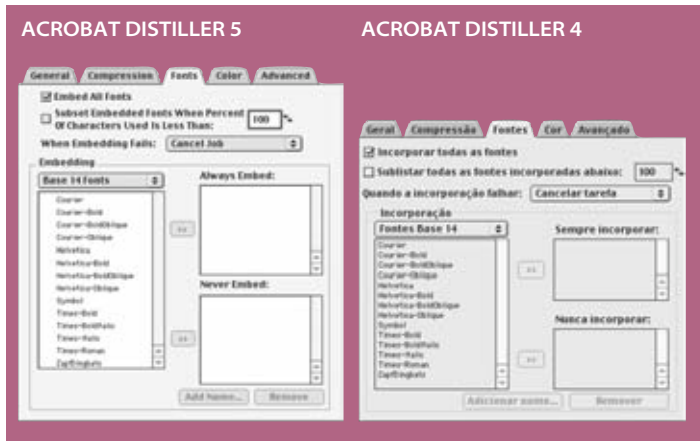 ACROBAT DISTILLER 5
General Compression Fonts Color Advanced
Embed All Fonts
Subset Embedded Fonts When Percent
Of Characters Used Is Less Than: 100 %
When Embedding Fails: Cancel Job
Embedding
Base 14 Fonts
Always Embed:
Courier
Courier-Bold
Courier-BoldOblique
Courier-Oblique
Helvetica
Helvetica-Bold
Helvetica-BoldOblique
Helvetica-Oblique
Symbol
Times-Bold
Times-BoldItalic
Times-Italic
Times-Roman
ZapfDingbats
>>
Never Embed:
>>
Add Name... Remove
ACROBAT DISTILLER 4
Geral Compressão Fontes Cor Avançado
Incorporar todas as fontes
Sublistar todas as fontes incorporadas abaixo: 100 %
Quando a incorporação falhar: Cancelar tarefa
Incorporação
Fontes Base 14
Sempre incorporar:
Courier
Courier-Bold
Courier-BoldOblique
Courier-Oblique
Helvetica
Helvetica-Bold
Helvetica-BoldOblique
Helvetica-Oblique
Symbol
Times-Bold
Times-BoldItalic
Times-Italic
Times-Roman
ZapfDingbats
>>
Nunca incorporar:
>>
Adicionar nome... Remover